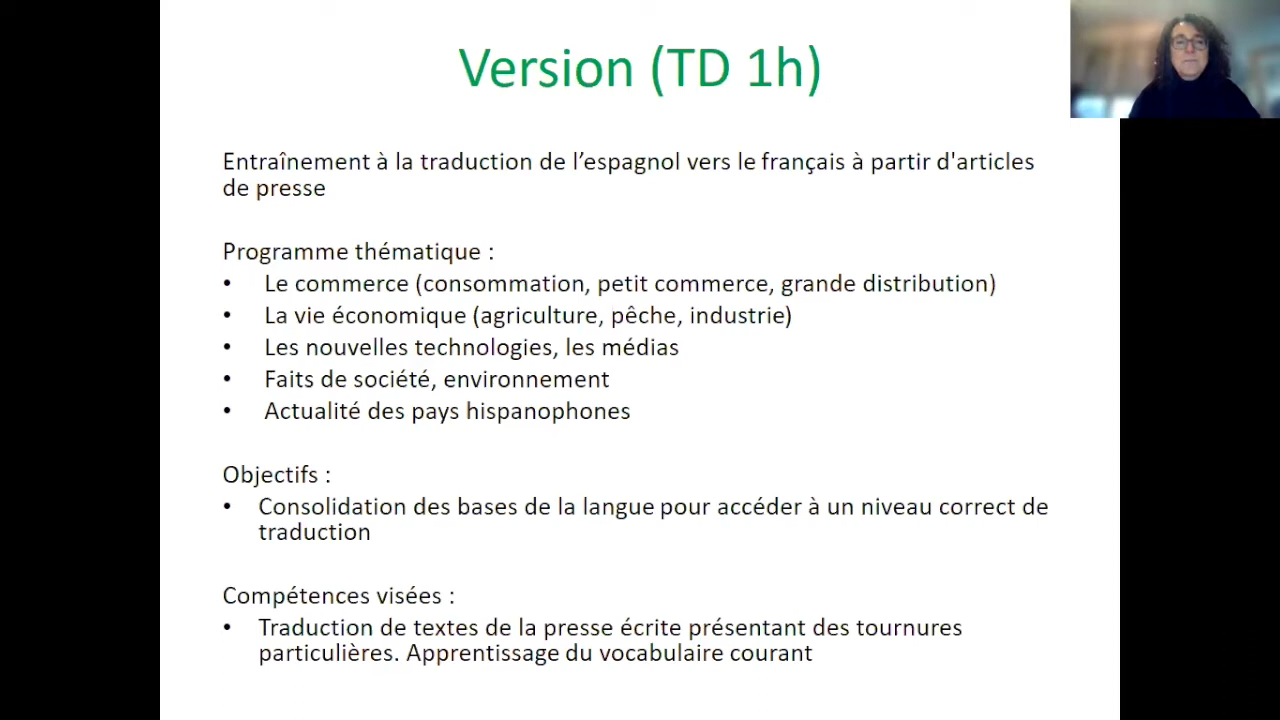 Version (TD 1h)
Entraînement à la traduction de l’espagnol vers le français à partir d'articles
de presse
Programme thématique :
• Le commerce (consommation, petit commerce, grande distribution)
• La vie économique (agriculture, pêche, industrie)
• Les nouvelles technologies, les médias
• Faits de société, environnement
• Actualité des pays hispanophones
Objectifs :
• Consolidation des bases de la langue pour accéder à un niveau correct de
traduction
Compétences visées :
• Traduction de textes de la presse écrite présentant des tournures
particulières. Apprentissage du vocabulaire courant